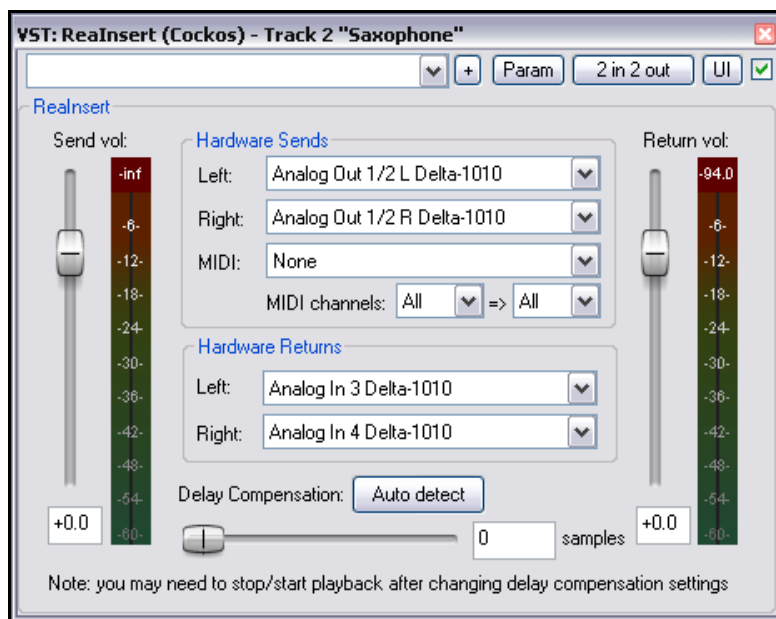 VST: ReaInsert (Cockos) - Track 2 "Saxophone"
+ Param 2 in 2 out UI
ReaInsert
Send vol:
-inf
-6-
-12-
-18-
-24-
-30-
-36-
-42-
-48-
-54-
-60-
+0.0
Hardware Sends
Left: Analog Out 1/2 L Delta-1010
Right: Analog Out 1/2 R Delta-1010
MIDI: None
MIDI channels: All => All
Hardware Returns
Left: Analog In 3 Delta-1010
Right: Analog In 4 Delta-1010
Delay Compensation: Auto detect
0 samples
Return vol:
-94.0
-6-
-12-
-18-
-24-
-30-
-36-
-42-
-48-
-54-
-60-
+0.0
Note: you may need to stop/start playback after changing delay compensation settings